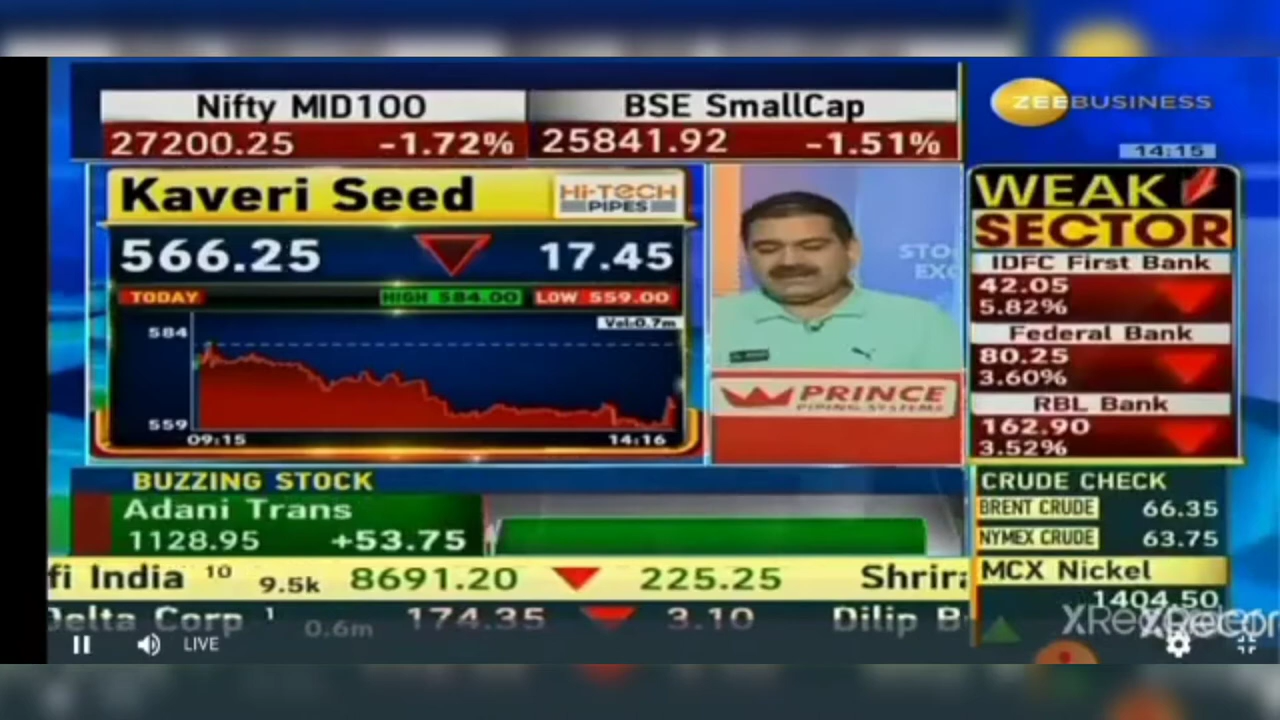 Nifty MID100
27200.25 -1.72%
BSE SmallCap
25841.92 -1.51%
ZEEBUSINESS
14:15
Kaveri Seed
Hi-TECH
PIPES
566.25 17.45
TODAY HIGH 584.00 LOW 559.00
Vol:0.7m
584
559
09:15 14:16
STO
EXC
PRINCE
PIPING SYSTEMS
WEAK
SECTOR
IDFC First Bank
42.05
5.82%
Federal Bank
80.25
3.60%
RBL Bank
162.90
3.52%
BUZZING STOCK
Adani Trans
1128.95 +53.75
CRUDE CHECK
BRENT CRUDE 66.35
NYMEX CRUDE 63.75
MCX Nickel
1404.50
fi India 10 9.5k 8691.20 225.25 Shrira
Delta Corp 1 0.6m 174.35 3.10 Dilip B
LIVE